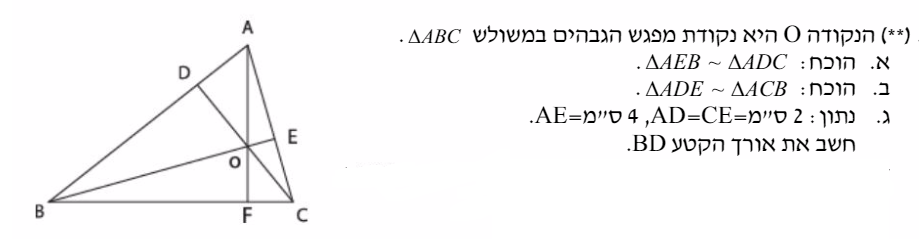 (**) הנקודה O היא נקודת מפגש הגבהים במשולש ΔABC .
א. הוכח: ΔAEB ~ ΔADC .
ב. הוכח: ΔADE ~ ΔACB .
ג. נתון: 2 ס״מ=AD=CE, 4 ס״מ=AE.
חשב את אורך הקטע BD.
A
D
E
O
B
F
C